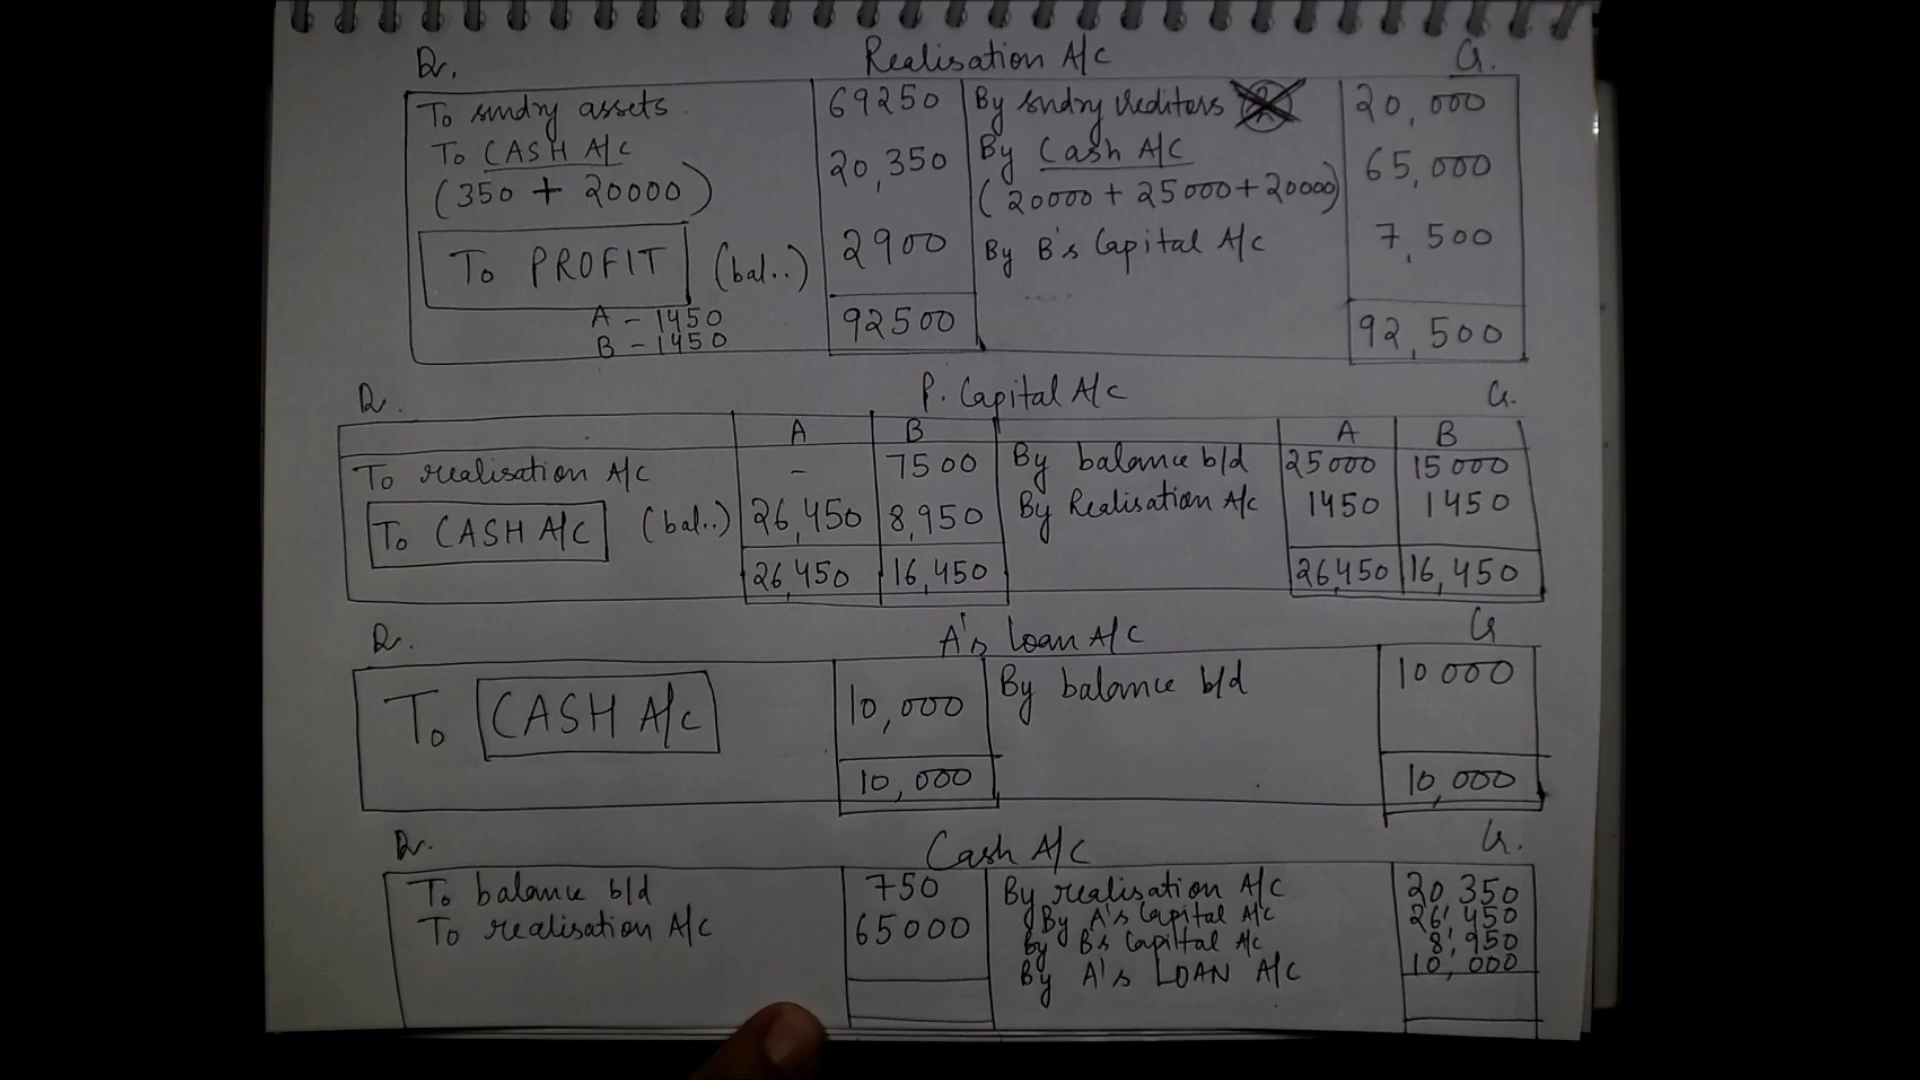 Dr. Realisation A/c Cr.
To sundry assets 69250 By sndry creditors 20,000
To CASH A/c 20,350 By Cash A/c 65,000
(350 + 20000) (20000 + 25000 + 20000)
To PROFIT (bal..) 2900 By B's Capital A/c 7,500
A - 1450 92500 92,500
B - 1450
Dr. P. Capital A/c Cr.
A B A B
To realisation A/c - 7500 By balance b/d 25000 15000
To CASH A/c (bal..) 26,450 8,950 By Realisation A/c 1450 1450
26,450 16,450 26,450 16,450
Dr. A's loan A/c Cr
To CASH A/c 10,000 By balance b/d 10000
10,000 10,000
Dr. Cash A/c Cr.
To balance b/d 750 By realisation A/c 20,350
To realisation A/c 65000 By A's Capital A/c 26,450
By B's Capiltal A/c 8,950
By A's LOAN A/c 10,000